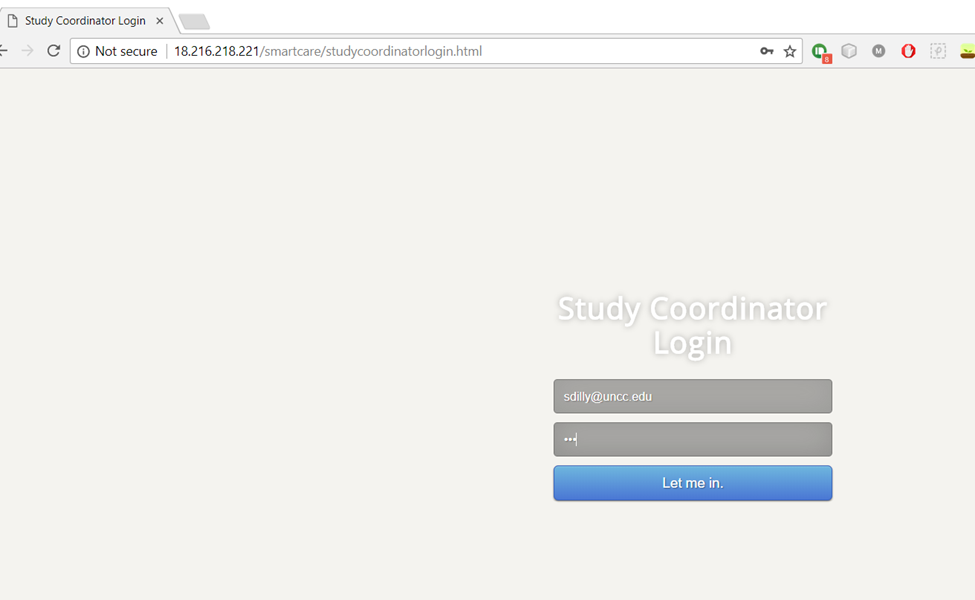 Study Coordinator Login
Not secure 18.216.218.221/smartcare/studycoordinatorlogin.html
8
M
Study Coordinator
Login
sdilly@uncc.edu
•••
Let me in.